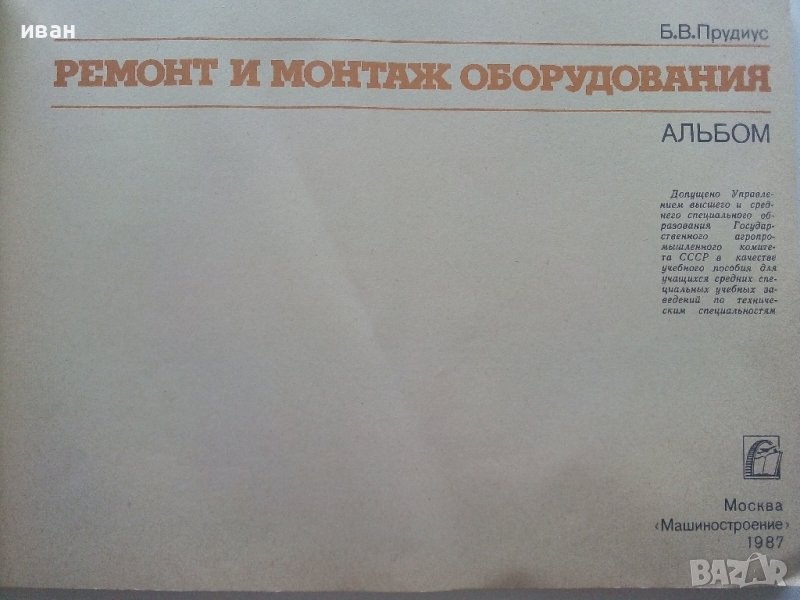 иван
Б.В.Прудиус
РЕМОНТ И МОНТАЖ ОБОРУДОВАНИЯ
АЛЬБОМ
Допущено Управле-
нием высшего и сред-
него специального об-
разования Государ-
ственного агропро-
мышленного комите-
та СССР в качестве
учебного пособия для
учащихся средних спе-
циальных учебных за-
ведений по техниче-
ским специальностям
Москва
«Машиностроение»
1987
BAZAR